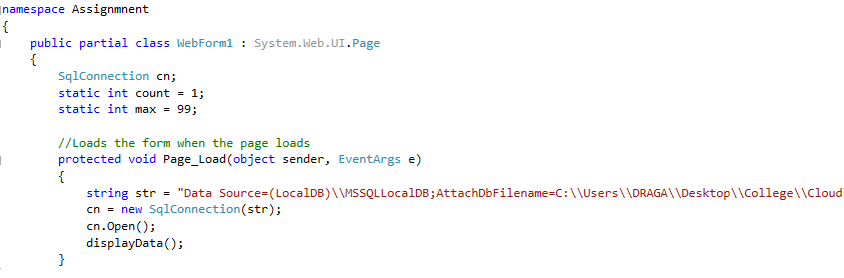 namespace Assignmnent
{
public partial class WebForm1 : System.Web.UI.Page
{
SqlConnection cn;
static int count = 1;
static int max = 99;
//Loads the form when the page loads
protected void Page_Load(object sender, EventArgs e)
{
string str = "Data Source=(LocalDB)\\MSSQLLocalDB;AttachDbFilename=C:\\Users\\DRAGA\\Desktop\\College\\Cloud
cn = new SqlConnection(str);
cn.Open();
displayData();
}